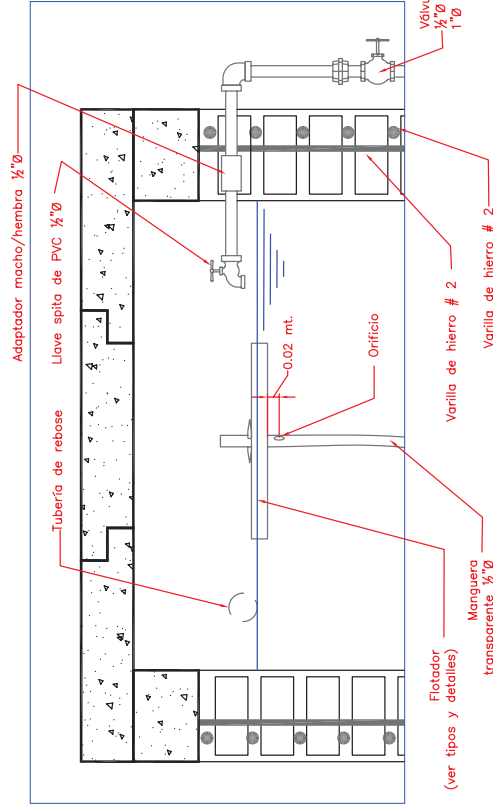 Adaptador macho/hembra ½"Ø
Llave spita de PVC ½"Ø
Tubería de rebose
½"Ø
1"Ø
0.02 mt.
Orificio
Varilla de hierro # 2
Varilla de hierro # 2
Manguera
transparente ½"Ø
Flotador
(ver tipos y detalles)